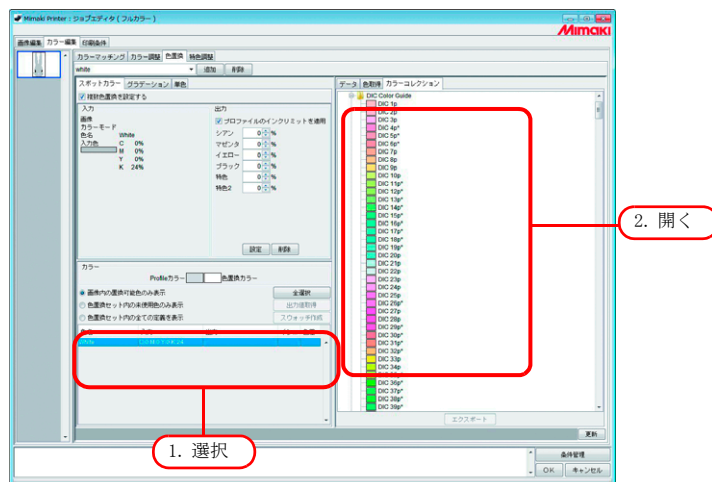 Mimaki Printer : ジョブエディタ ( フルカラー )
Mimaki
画像編集 カラー編集 印刷条件
カラーマッチング カラー調整 色置換 特色調整
white 追加 削除
スポットカラー グラデーション 単色
複数色置換を設定する
入力
画像
カラーモード
色名 White
入力色 C 0%
M 0%
Y 0%
K 24%
出力
プロファイルのインクリミットを適用
シアン 0 %
マゼンタ 0 %
イエロー 0 %
ブラック 0 %
特色 0 %
特色2 0 %
設定 削除
カラー
Profileカラー 色置換カラー
画像内の置換可能色のみ表示 全選択
色置換セット内の未使用色のみ表示 出力値取得
色置換セット内の全ての定義を表示 スウォッチ作成
White
データ 色取得 カラーコレクション
DIC Color Guide
DIC 1p
DIC 2p
DIC 3p
DIC 4p*
DIC 5p*
DIC 6p*
DIC 7p
DIC 8p
DIC 9p
DIC 10p
DIC 11p*
DIC 12p*
DIC 13p*
DIC 14p*
DIC 15p*
DIC 16p*
DIC 17p*
DIC 18p*
DIC 19p*
DIC 20p
DIC 21p
DIC 22p
DIC 23p
DIC 24p
DIC 25p
DIC 26p*
DIC 27p
DIC 28p
DIC 29p*
DIC 30p*
DIC 31p*
DIC 32p*
DIC 33p
DIC 34p
DIC 36p*
DIC 37p*
DIC 38p*
DIC 39p*
エクスポート
更新
条件管理
OK キャンセル
1. 選択
2. 開く